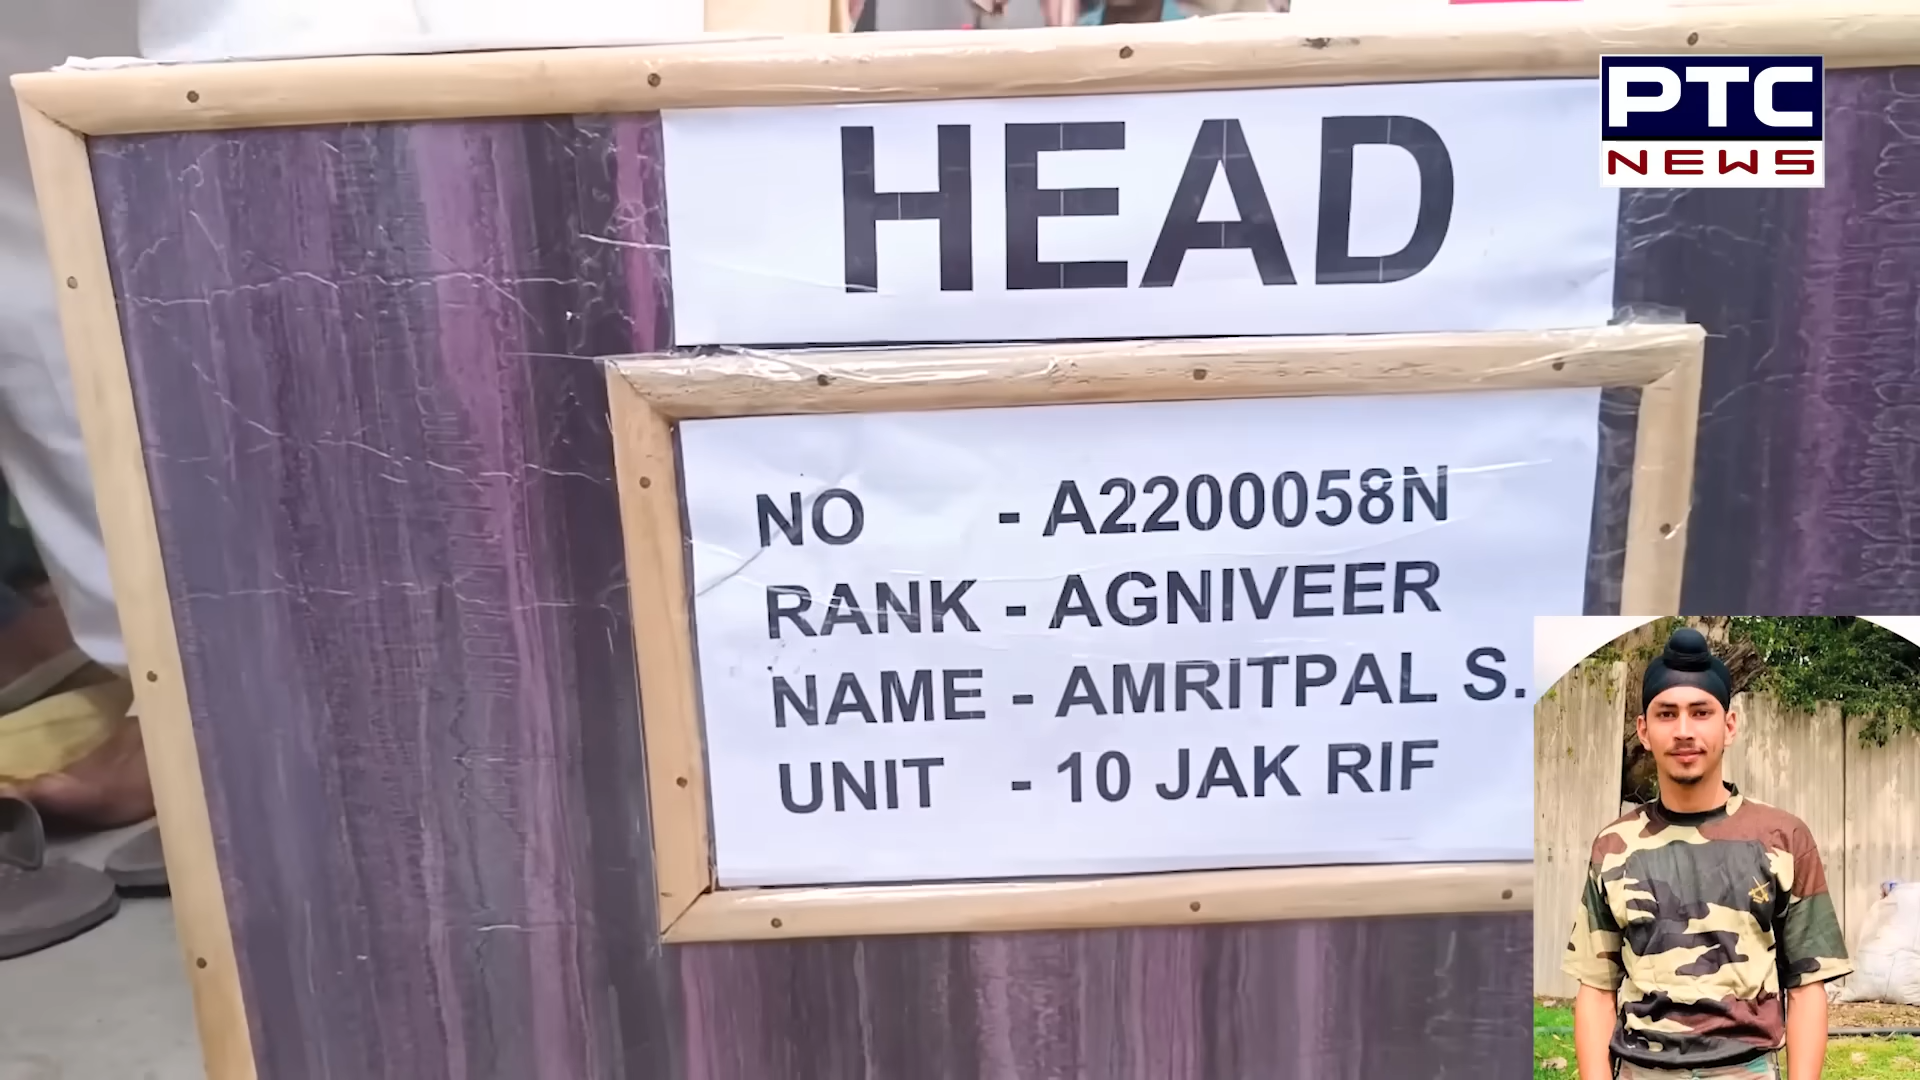 PTC
NEWS
HEAD
NO - A2200058N
RANK - AGNIVEER
NAME - AMRITPAL S.
UNIT - 10 JAK RIF